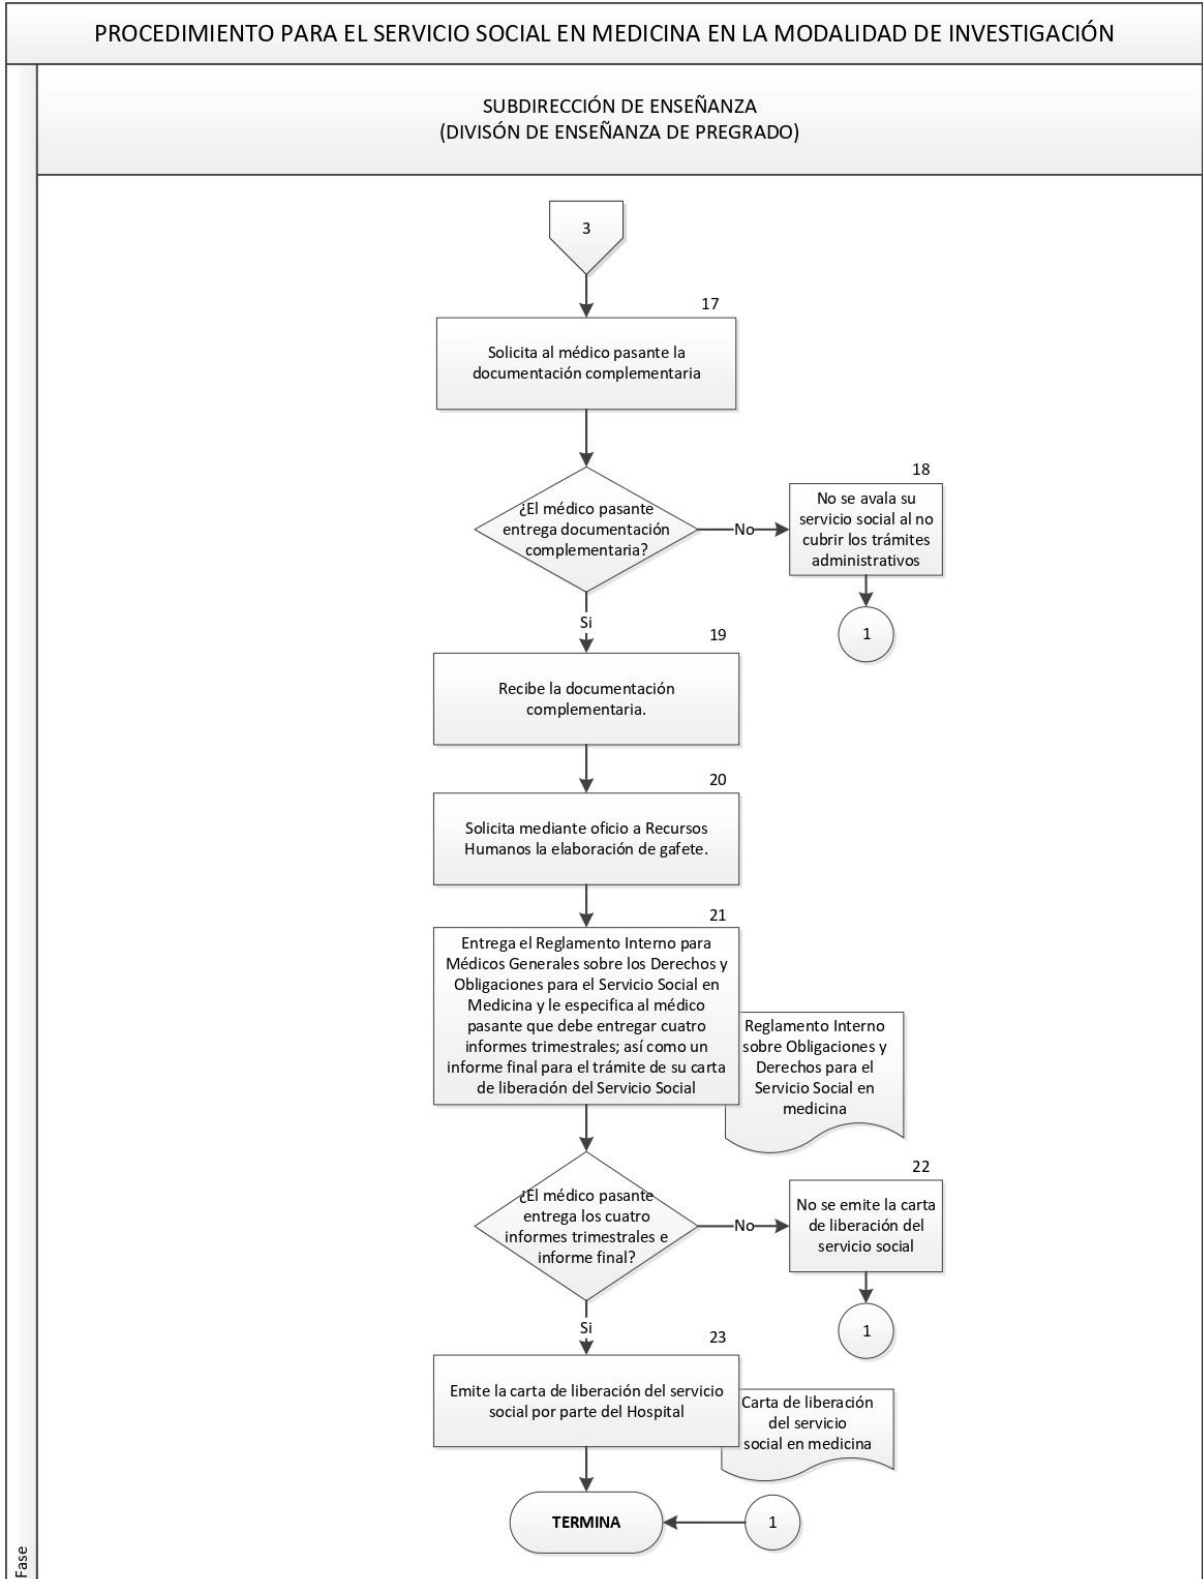 PROCEDIMIENTO PARA EL SERVICIO SOCIAL EN MEDICINA EN LA MODALIDAD DE INVESTIGACIÓN
SUBDIRECCIÓN DE ENSEÑANZA
(DIVISÓN DE ENSEÑANZA DE PREGRADO)
3
17
Solicita al médico pasante la
documentación complementaria
¿El médico pasante
entrega documentación
complementaria?
No
18
No se avala su
servicio social al no
cubrir los trámites
administrativos
1
Si
19
Recibe la documentación
complementaria.
20
Solicita mediante oficio a Recursos
Humanos la elaboración de gafete.
21
Entrega el Reglamento Interno para
Médicos Generales sobre los Derechos y
Obligaciones para el Servicio Social en
Medicina y le especifica al médico
pasante que debe entregar cuatro
informes trimestrales; así como un
informe final para el trámite de su carta
de liberación del Servicio Social
Reglamento Interno
sobre Obligaciones y
Derechos para el
Servicio Social en
medicina
¿El médico pasante
entrega los cuatro
informes trimestrales e
informe final?
No
22
No se emite la carta
de liberación del
servicio social
1
Si
23
Emite la carta de liberación del servicio
social por parte del Hospital
Carta de liberación
del servicio
social en medicina
TERMINA
1
Fase